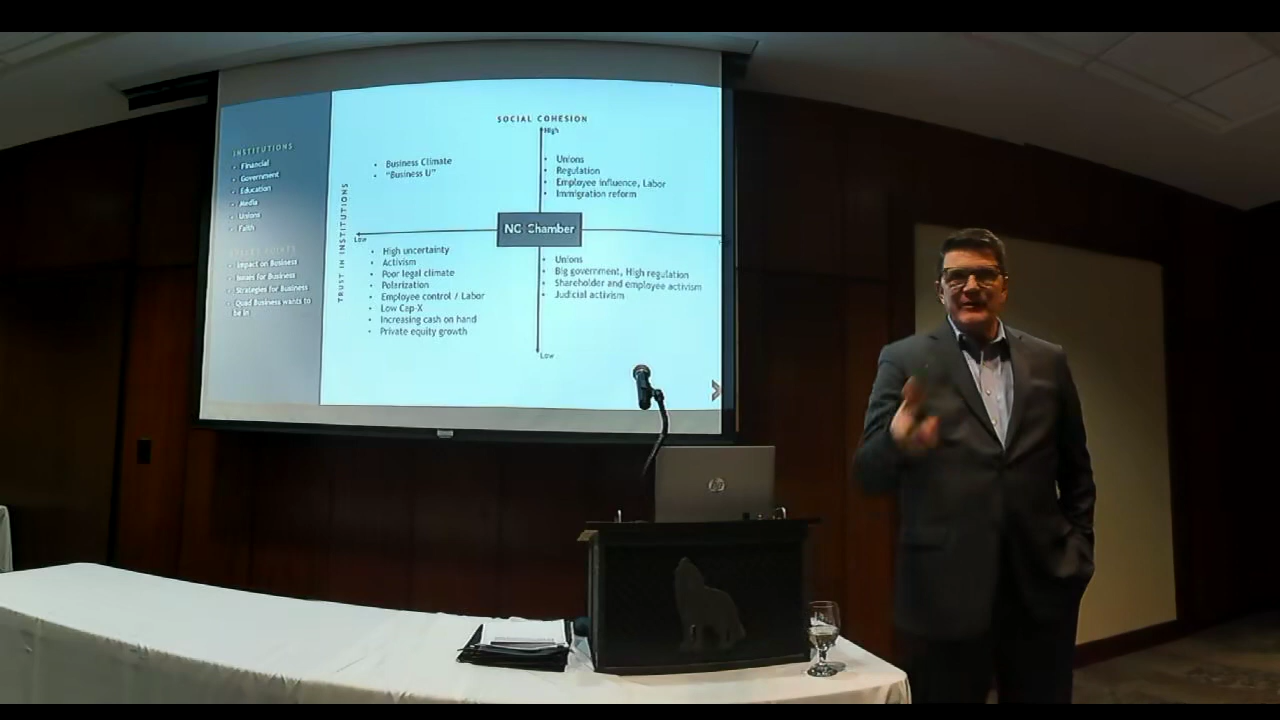 INSTITUTIONS
• Financial
• Government
• Education
• Media
• Unions
• Faith
• Impact on Business
• Issues for Business
• Strategies for Business
• Quad Business wants to
be in
SOCIAL COHESION
High
• Business Climate
• "Business U"
• Unions
• Regulation
• Employee influence, Labor
• Immigration reform
TRUST IN INSTITUTIONS
Low
NC Chamber
• High uncertainty
• Activism
• Poor legal climate
• Polarization
• Employee control / Labor
• Low Cap-X
• Increasing cash on hand
• Private equity growth
• Unions
• Big government, High regulation
• Shareholder and employee activism
• Judicial activism
Low
hp